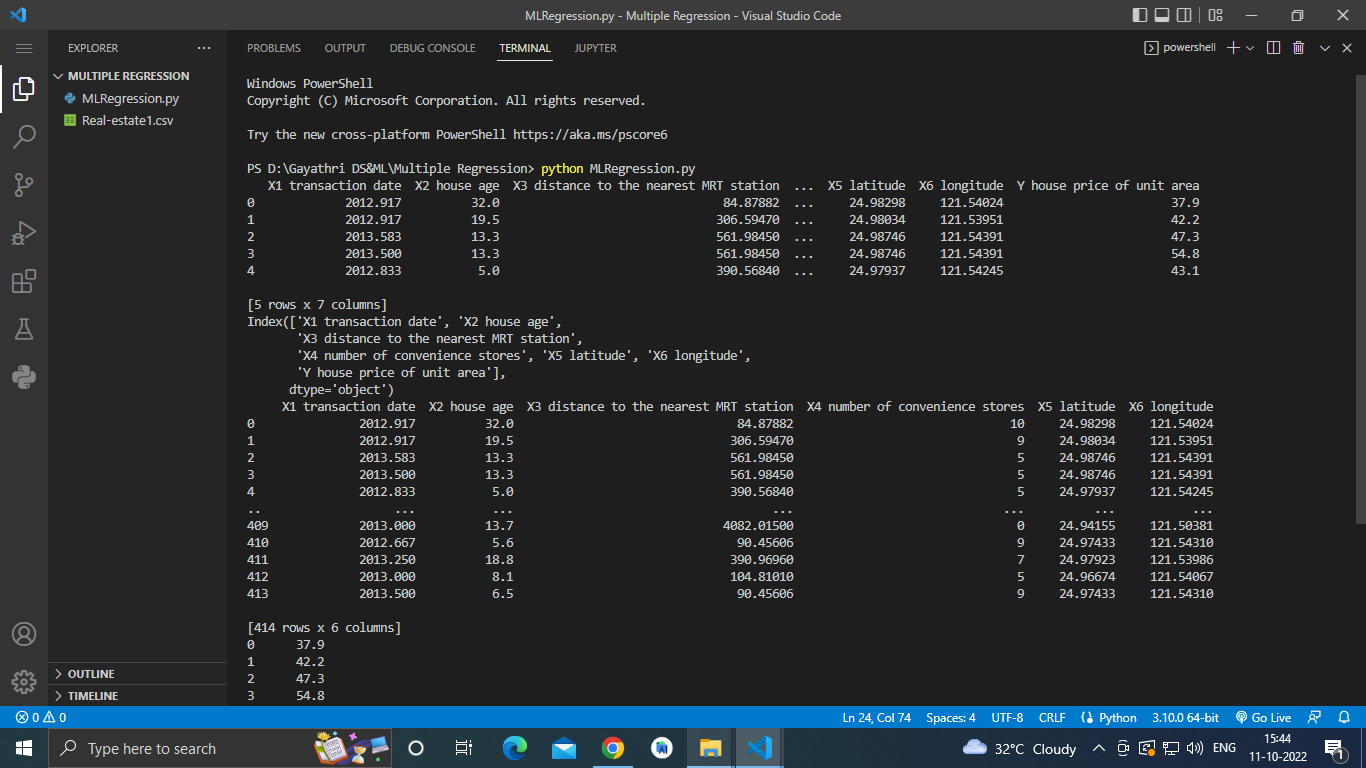 MLRegression.py - Multiple Regression - Visual Studio Code
EXPLORER
MULTIPLE REGRESSION
MLRegression.py
Real-estate1.csv
OUTLINE
TIMELINE
PROBLEMS OUTPUT DEBUG CONSOLE TERMINAL JUPYTER
powershell
Windows PowerShell
Copyright (C) Microsoft Corporation. All rights reserved.
Try the new cross-platform PowerShell https://aka.ms/pscore6
PS D:\Gayathri DS&ML\Multiple Regression> python MLRegression.py
X1 transaction date X2 house age X3 distance to the nearest MRT station ... X5 latitude X6 longitude Y house price of unit area
0 2012.917 32.0 84.87882 ... 24.98298 121.54024 37.9
1 2012.917 19.5 306.59470 ... 24.98034 121.53951 42.2
2 2013.583 13.3 561.98450 ... 24.98746 121.54391 47.3
3 2013.500 13.3 561.98450 ... 24.98746 121.54391 54.8
4 2012.833 5.0 390.56840 ... 24.97937 121.54245 43.1
[5 rows x 7 columns]
Index(['X1 transaction date', 'X2 house age',
'X3 distance to the nearest MRT station',
'X4 number of convenience stores', 'X5 latitude', 'X6 longitude',
'Y house price of unit area'],
dtype='object')
X1 transaction date X2 house age X3 distance to the nearest MRT station X4 number of convenience stores X5 latitude X6 longitude
0 2012.917 32.0 84.87882 10 24.98298 121.54024
1 2012.917 19.5 306.59470 9 24.98034 121.53951
2 2013.583 13.3 561.98450 5 24.98746 121.54391
3 2013.500 13.3 561.98450 5 24.98746 121.54391
4 2012.833 5.0 390.56840 5 24.97937 121.54245
.. ... ... ... ... ... ...
409 2013.000 13.7 4082.01500 0 24.94155 121.50381
410 2012.667 5.6 90.45606 9 24.97433 121.54310
411 2013.250 18.8 390.96960 7 24.97923 121.53986
412 2013.000 8.1 104.81010 5 24.96674 121.54067
413 2013.500 6.5 90.45606 9 24.97433 121.54310
[414 rows x 6 columns]
0 37.9
1 42.2
2 47.3
3 54.8
0 0 Ln 24, Col 74 Spaces: 4 UTF-8 CRLF Python 3.10.0 64-bit Go Live
Type here to search
32°C Cloudy ENG
15:44
11-10-2022
1